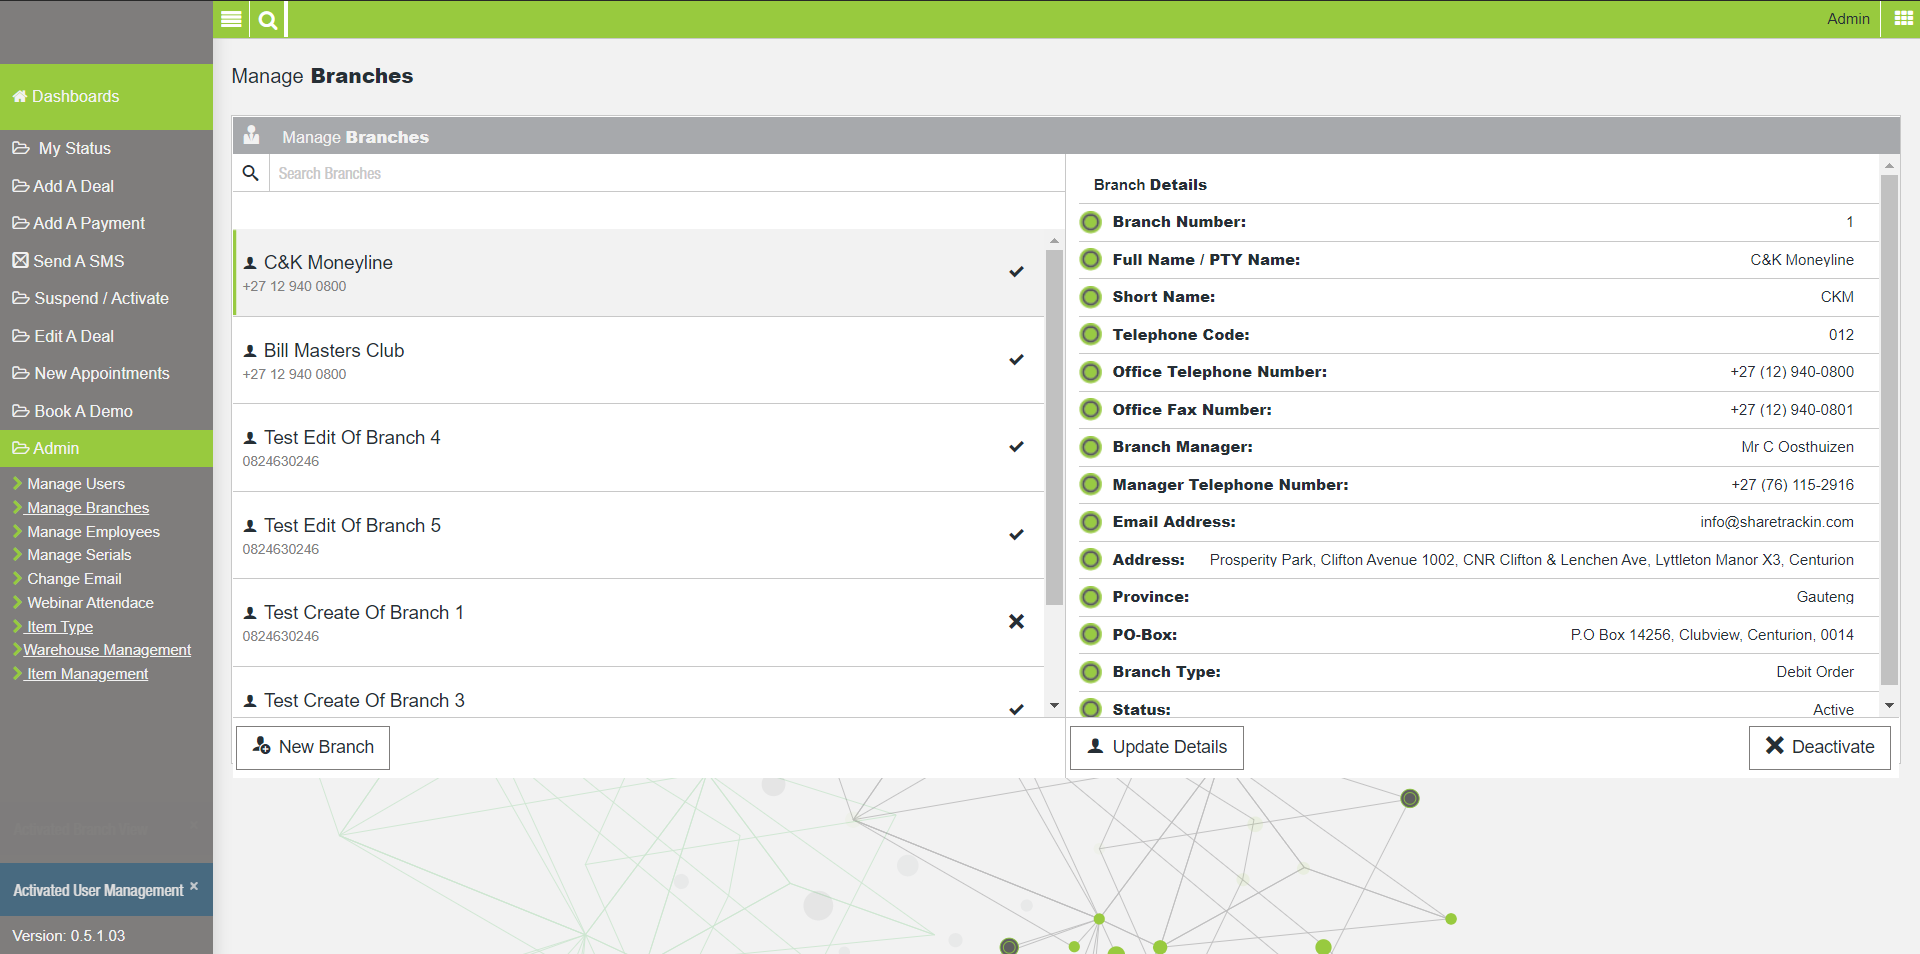 Admin
Dashboards
My Status
Add A Deal
Add A Payment
Send A SMS
Suspend / Activate
Edit A Deal
New Appointments
Book A Demo
Admin
Manage Users
Manage Branches
Manage Employees
Manage Serials
Change Email
Webinar Attendace
Item Type
Warehouse Management
Item Management
Activated User Management ×
Version: 0.5.1.03
Manage Branches
Manage Branches
Search Branches
C&K Moneyline
+27 12 940 0800
Bill Masters Club
+27 12 940 0800
Test Edit Of Branch 4
0824630246
Test Edit Of Branch 5
0824630246
Test Create Of Branch 1
0824630246
Test Create Of Branch 3
New Branch
Branch Details
Branch Number: 1
Full Name / PTY Name: C&K Moneyline
Short Name: CKM
Telephone Code: 012
Office Telephone Number: +27 (12) 940-0800
Office Fax Number: +27 (12) 940-0801
Branch Manager: Mr C Oosthuizen
Manager Telephone Number: +27 (76) 115-2916
Email Address: info@sharetrackin.com
Address: Prosperity Park, Clifton Avenue 1002, CNR Clifton & Lenchen Ave, Lyttleton Manor X3, Centurion
Province: Gauteng
PO-Box: P.O Box 14256, Clubview, Centurion, 0014
Branch Type: Debit Order
Status: Active
Update Details
Deactivate